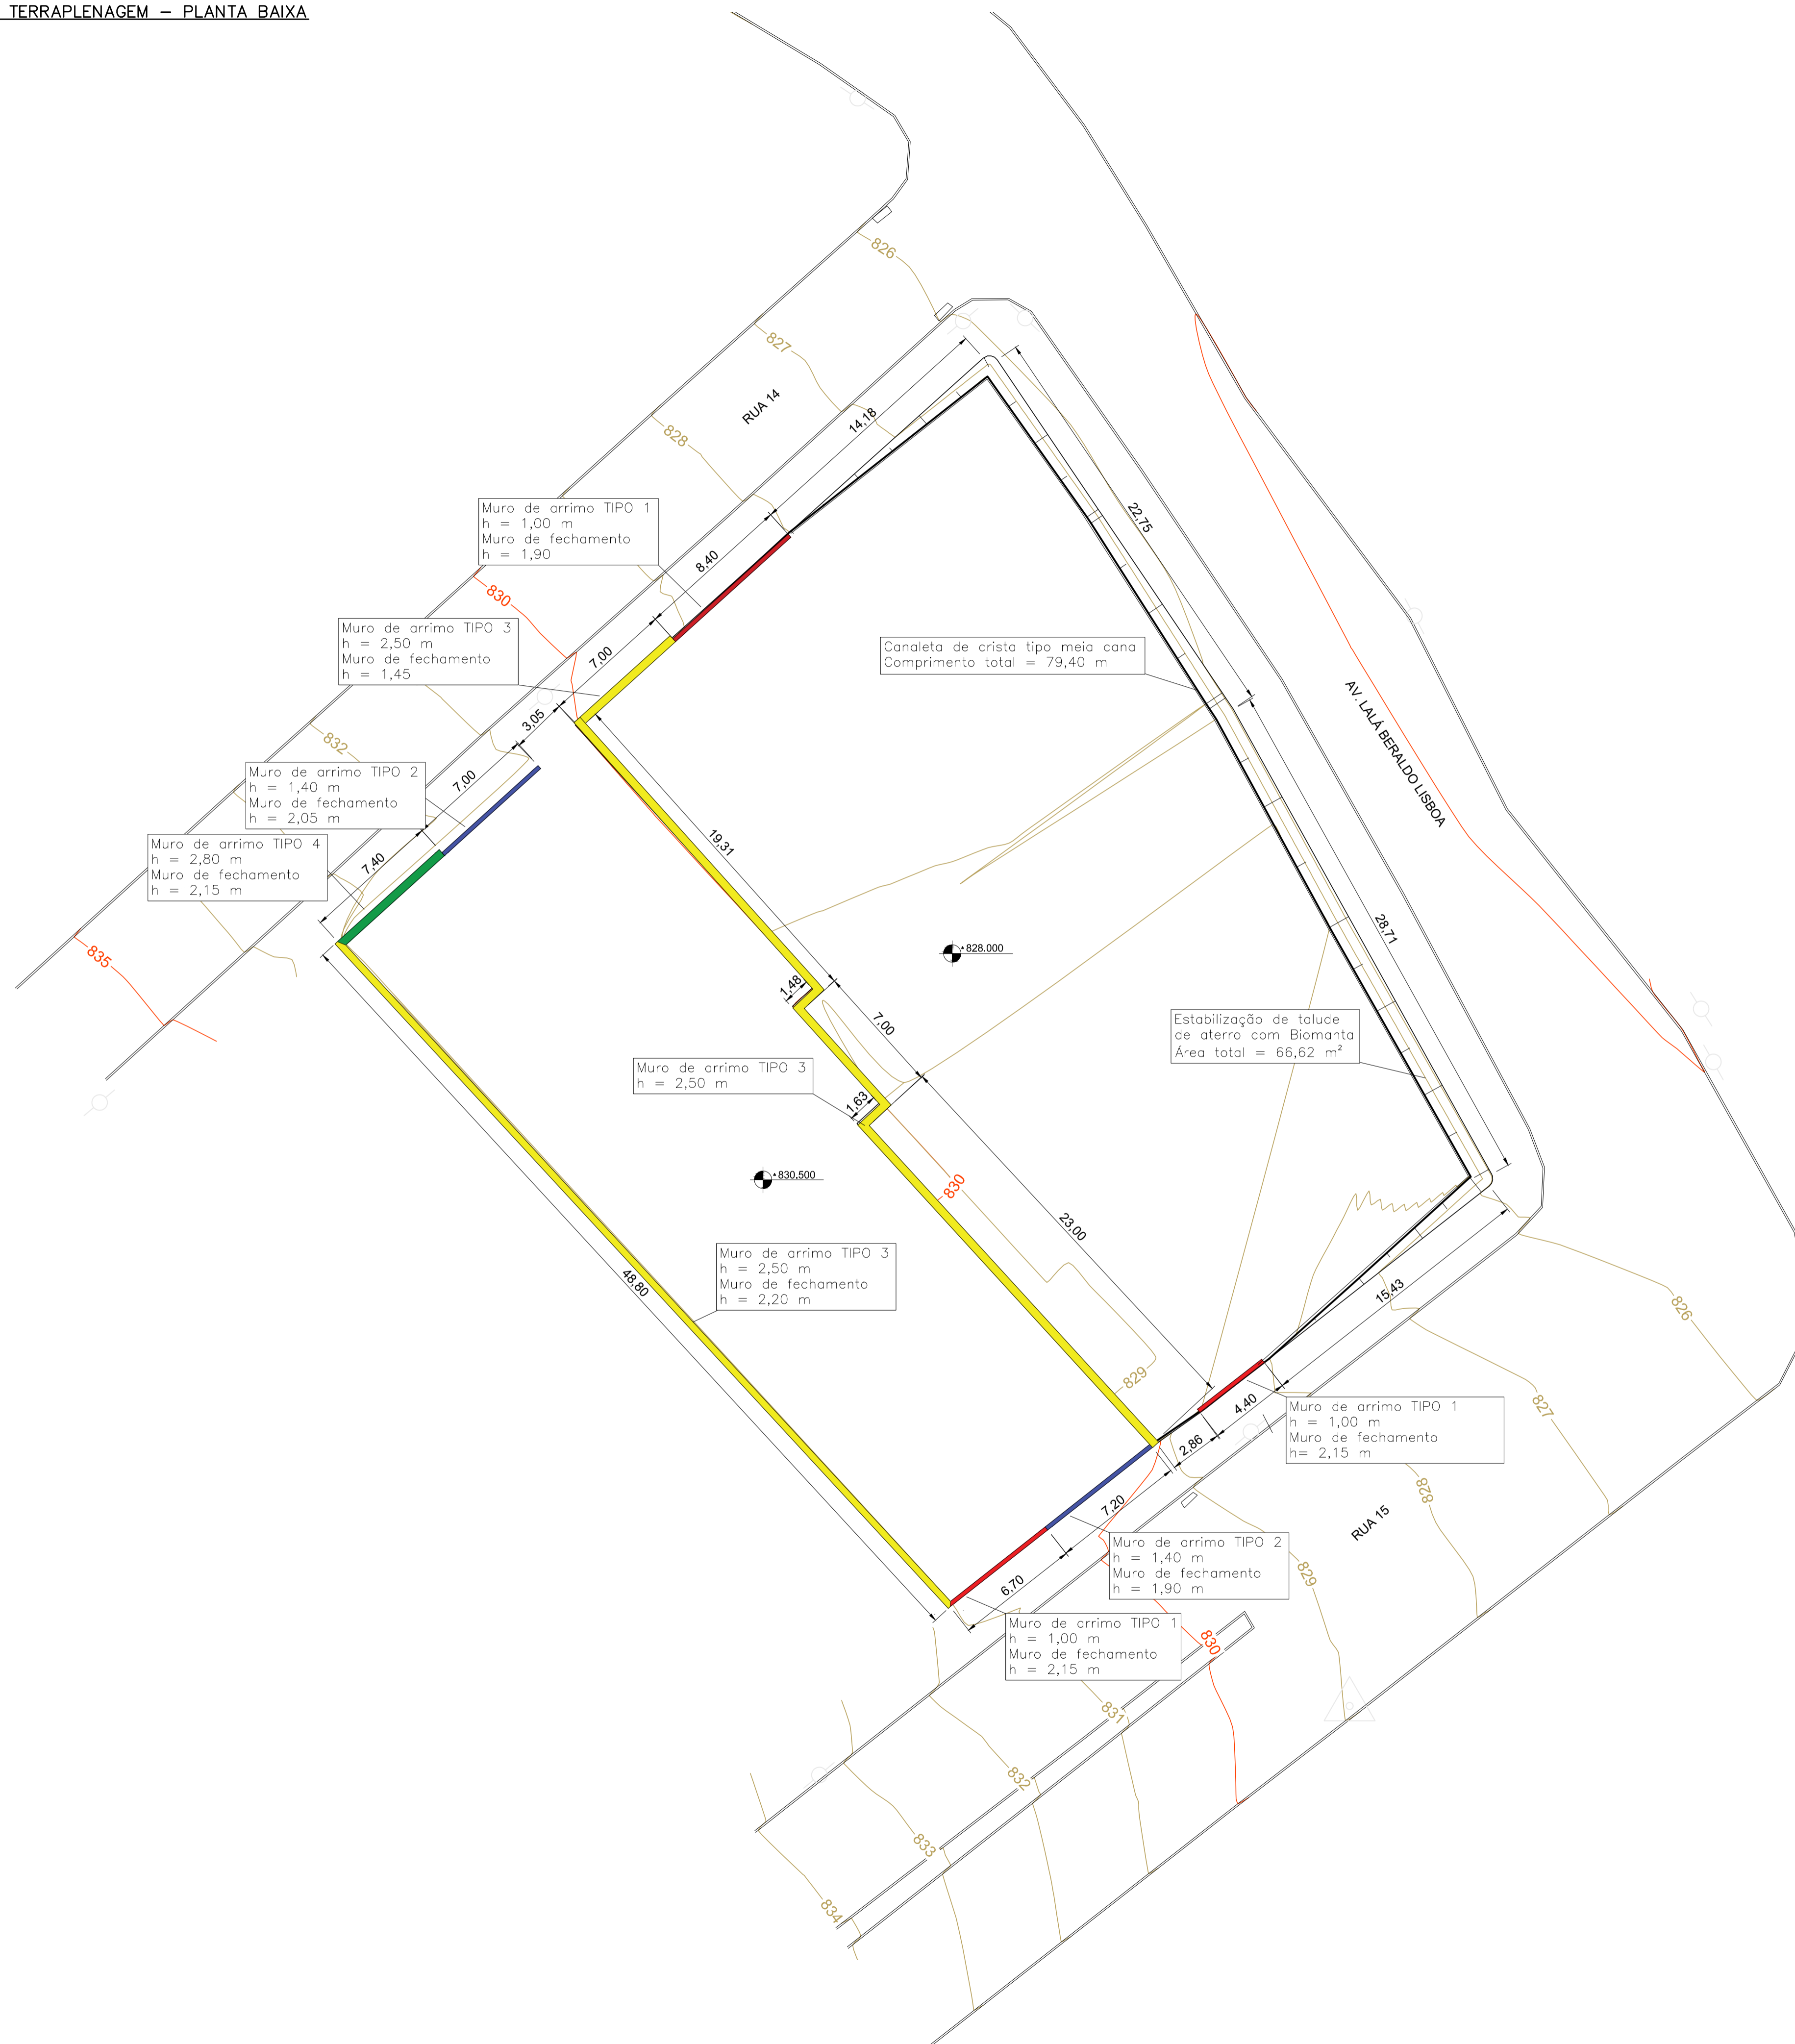 TERRAPLENAGEM – PLANTA BAIXA
826
827
RUA 14
828
14,18
22,75
Muro de arrimo TIPO 1
h = 1,00 m
Muro de fechamento
h = 1,90
8,40
830
Muro de arrimo TIPO 3
h = 2,50 m
Muro de fechamento
h = 1,45
7,00
Canaleta de crista tipo meia cana
Comprimento total = 79,40 m
AV. LALÁ BERALDO LISBOA
3,05
832
Muro de arrimo TIPO 2
h = 1,40 m
Muro de fechamento
h = 2,05 m
7,00
Muro de arrimo TIPO 4
h = 2,80 m
Muro de fechamento
h = 2,15 m
7,40
19,31
835
828.000
28,71
1,48
7,00
Estabilização de talude
de aterro com Biomanta
Área total = 66,62 m²
Muro de arrimo TIPO 3
h = 2,50 m
1,63
830.500
830
23,00
48,80
Muro de arrimo TIPO 3
h = 2,50 m
Muro de fechamento
h = 2,20 m
15,43
826
829
4,40
827
Muro de arrimo TIPO 1
h = 1,00 m
Muro de fechamento
h= 2,15 m
2,86
828
7,20
RUA 15
Muro de arrimo TIPO 2
h = 1,40 m
Muro de fechamento
h = 1,90 m
829
6,70
Muro de arrimo TIPO 1
h = 1,00 m
Muro de fechamento
h = 2,15 m
830
831
832
833
834